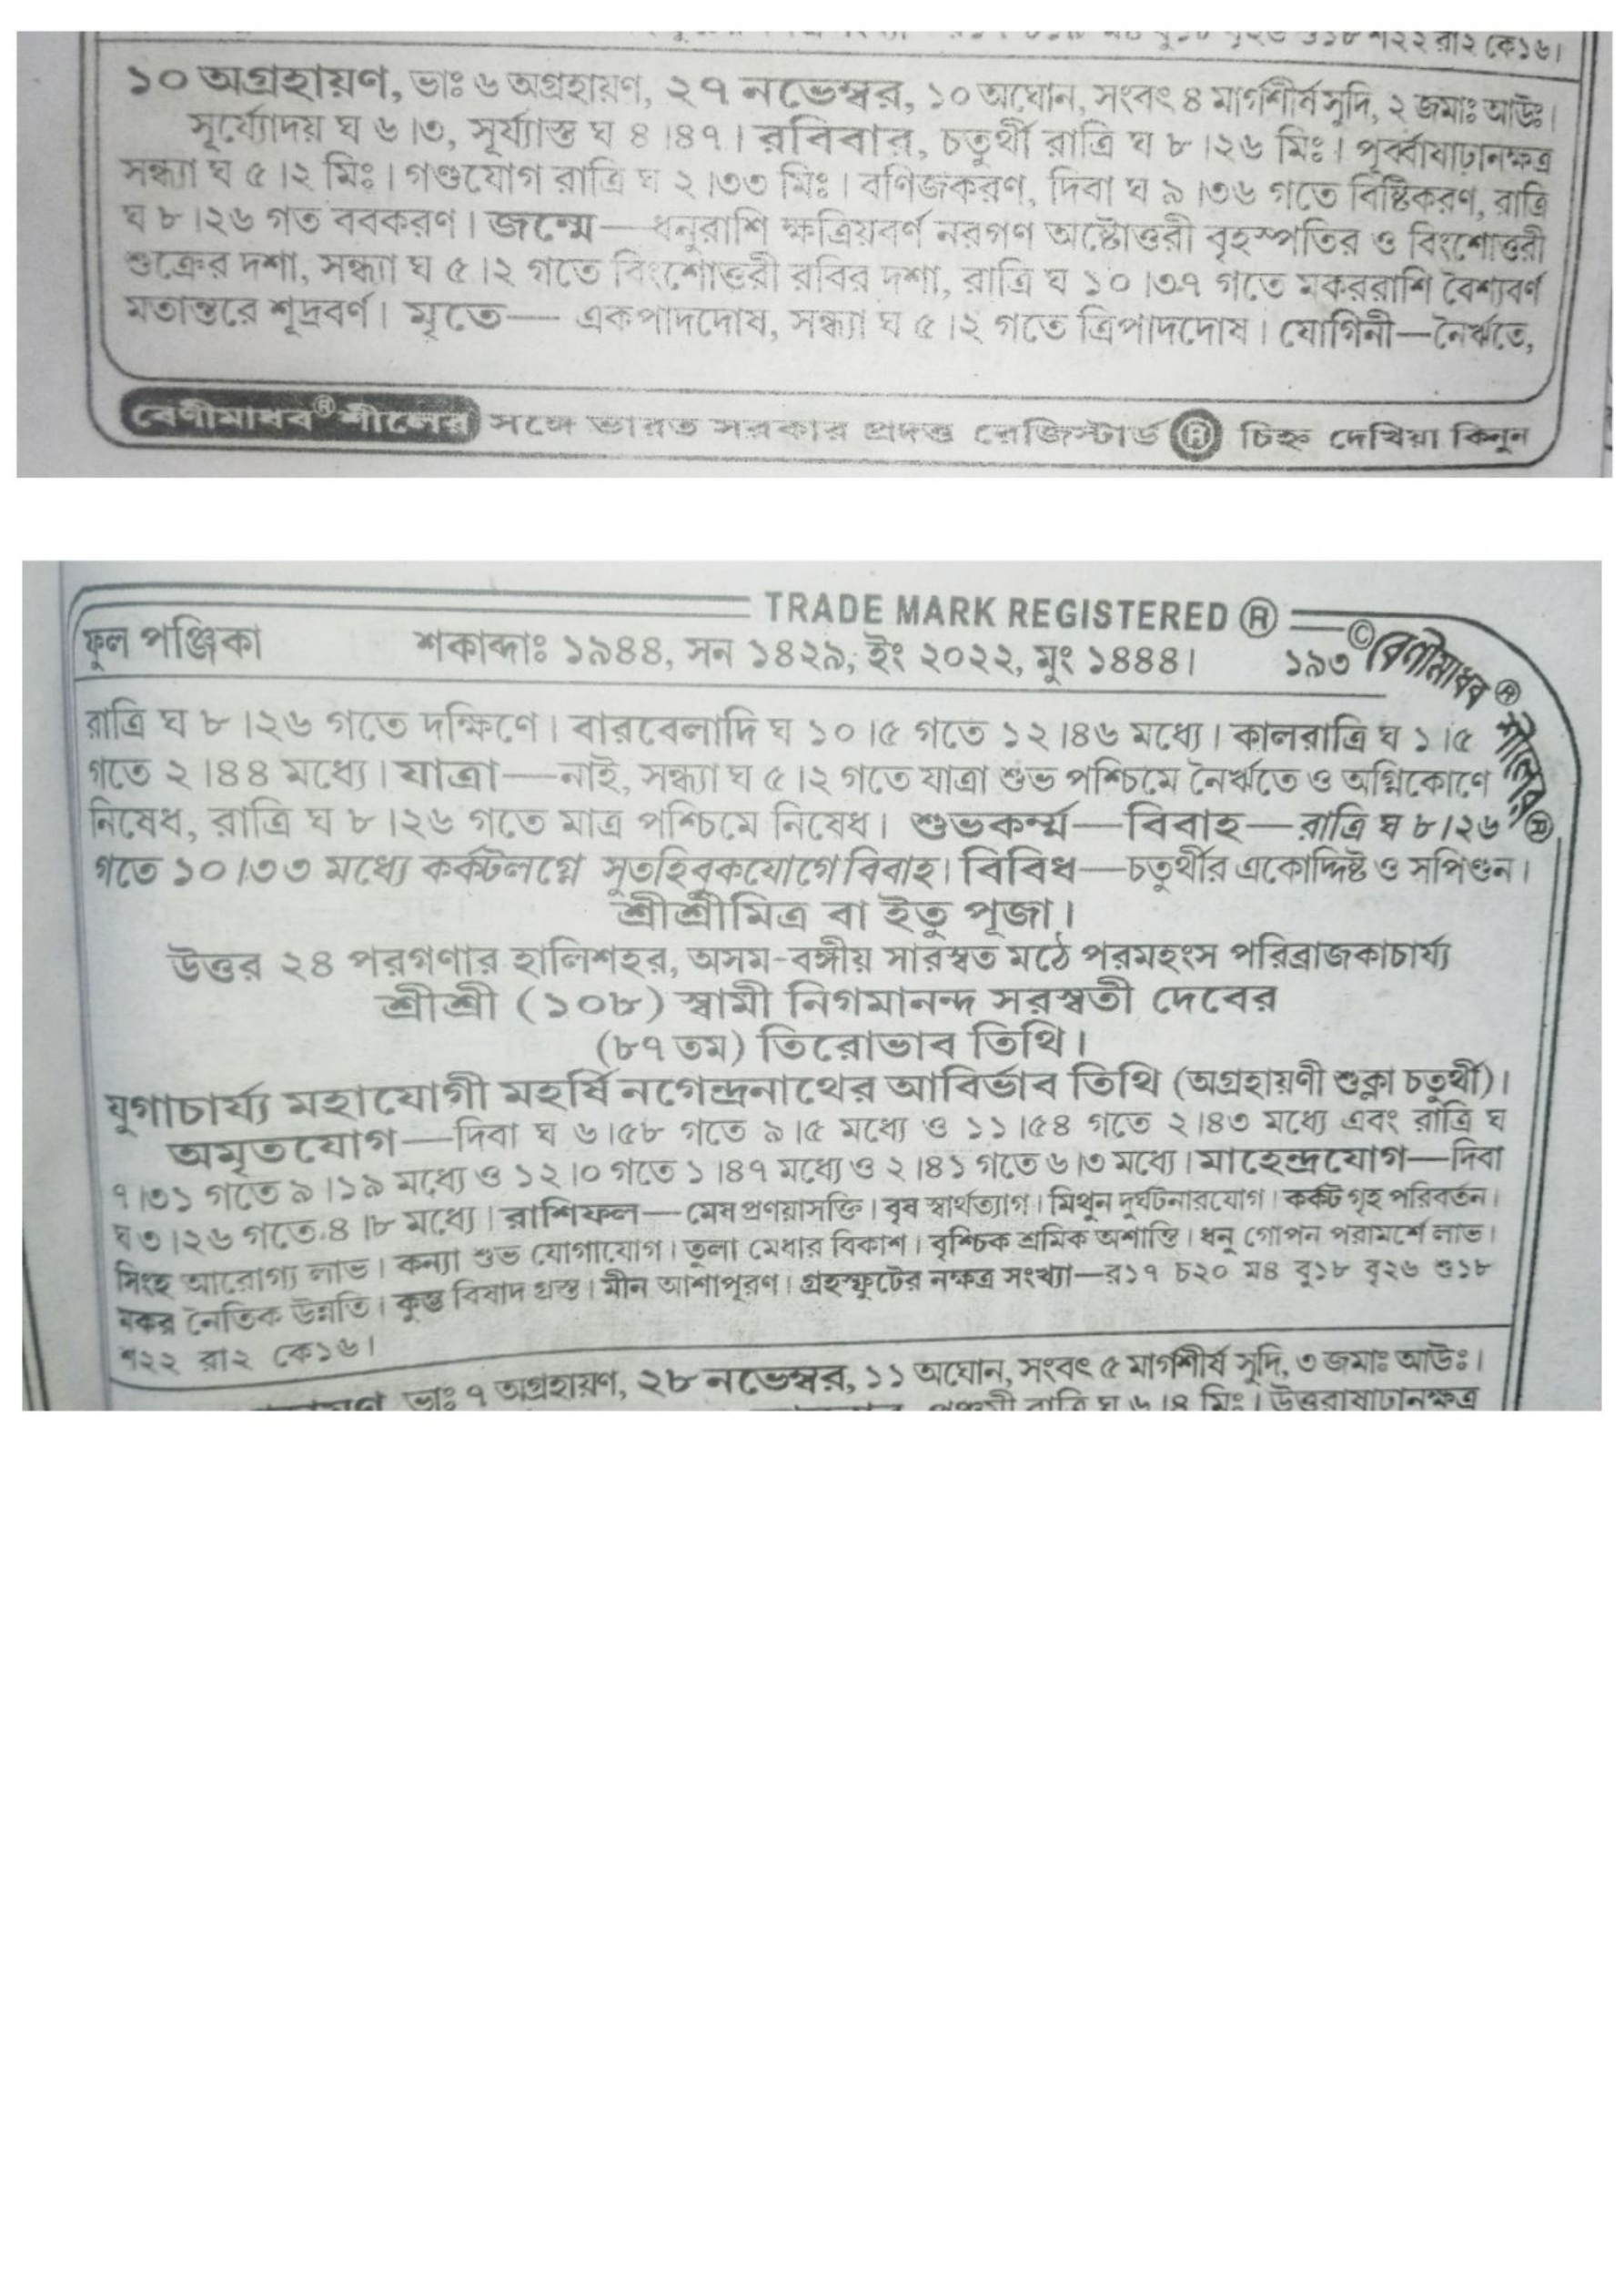 রা২ কে১৬।
১০ অগ্রহায়ণ, ভাঃ ৬ অগ্রহায়ণ, ২৭ নভেম্বর, ১০ অঘোন, সংবৎ ৪ মার্গশীর্ষ সুদি, ২ জমাঃ আউঃ।
সূর্য্যোদয় ঘ ৬।৩, সূর্য্যাস্ত ঘ ৪।৪৭। রবিবার, চতুর্থী রাত্রি ঘ ৮।২৬ মিঃ। পূর্ব্বাষাঢ়ানক্ষত্র
সন্ধ্যা ঘ ৫।২ মিঃ। গণ্ডযোগ রাত্রি ঘ ২।৩৩ মিঃ। বণিজকরণ, দিবা ঘ ৯।৩৬ গতে বিষ্টিকরণ, রাত্রি
ঘ ৮।২৬ গত ববকরণ। জন্মে—ধনুরাশি ক্ষত্রিয়বর্ণ নরগণ অষ্টোত্তরী বৃহস্পতির ও বিংশোত্তরী
শুক্রের দশা, সন্ধ্যা ঘ ৫।২ গতে বিংশোত্তরী রবির দশা, রাত্রি ঘ ১০।৩৭ গতে মকররাশি বৈশ্যবর্ণ
মতান্তরে শূদ্রবর্ণ। মৃতে— একপাদদোষ, সন্ধ্যা ঘ ৫।২ গতে ত্রিপাদদোষ। যোগিনী—নৈর্ঋতে,
বেণীমাধব® শীলের সঙ্গে ভারত সরকার প্রদত্ত রেজিস্টার্ড ® চিহ্ন দেখিয়া কিনুন
TRADE MARK REGISTERED ®
ফুল পঞ্জিকা শকাব্দাঃ ১৯৪৪, সন ১৪২৯, ইং ২০২২, মুং ১৪৪৪। ১৯৩ © বেণীমাধব ® শীলের ®
রাত্রি ঘ ৮।২৬ গতে দক্ষিণে। বারবেলাদি ঘ ১০।৫ গতে ১২।৪৬ মধ্যে। কালরাত্রি ঘ ১।৫
গতে ২।৪৪ মধ্যে। যাত্রা—নাই, সন্ধ্যা ঘ ৫।২ গতে যাত্রা শুভ পশ্চিমে নৈর্ঋতে ও অগ্নিকোণে
নিষেধ, রাত্রি ঘ ৮।২৬ গতে মাত্র পশ্চিমে নিষেধ। শুভকর্ম্ম—বিবাহ—রাত্রি ঘ ৮।২৬
গতে ১০।৩৩ মধ্যে কর্কটলগ্নে সুতহিবুকযোগে বিবাহ। বিবিধ—চতুর্থীর একোদ্দিষ্ট ও সপিণ্ডন।
শ্রীশ্রীমিত্র বা ইতু পূজা।
উত্তর ২৪ পরগণার হালিশহর, অসম-বঙ্গীয় সারস্বত মঠে পরমহংস পরিব্রাজকাচার্য্য
শ্রীশ্রী (১০৮) স্বামী নিগমানন্দ সরস্বতী দেবের
(৮৭ তম) তিরোভাব তিথি।
যুগাচার্য্য মহাযোগী মহর্ষি নগেন্দ্রনাথের আবির্ভাব তিথি (অগ্রহায়ণী শুক্লা চতুর্থী)।
অমৃতযোগ—দিবা ঘ ৬।৫৮ গতে ৯।৫ মধ্যে ও ১১।৫৪ গতে ২।৪৩ মধ্যে এবং রাত্রি ঘ
৭।৩১ গতে ৯।১৯ মধ্যে ও ১২।০ গতে ১।৪৭ মধ্যে ও ২।৪১ গতে ৬।৩ মধ্যে। মাহেন্দ্রযোগ—দিবা
ঘ ৩।২৬ গতে ৪।৮ মধ্যে। রাশিফল—মেষ প্রণয়াসক্তি। বৃষ স্বার্থত্যাগ। মিথুন দুর্ঘটনারযোগ। কর্কট গৃহ পরিবর্তন।
সিংহ আরোগ্য লাভ। কন্যা শুভ যোগাযোগ। তুলা মেধার বিকাশ। বৃশ্চিক শ্রমিক অশান্তি। ধনু গোপন পরামর্শে লাভ।
মকর নৈতিক উন্নতি। কুম্ভ বিষাদ গ্রস্ত। মীন আশাপূরণ। গ্রহস্ফুটের নক্ষত্র সংখ্যা—র১৭ চ২০ ম৪ বু১৮ বৃ২৬ শু১৮
শ২২ রা২ কে১৬।
ভাঃ ৭ অগ্রহায়ণ, ২৮ নভেম্বর, ১১ অঘোন, সংবৎ ৫ মার্গশীর্ষ সুদি, ৩ জমাঃ আউঃ।
পঞ্চমী রাত্রি ঘ ৬।৪ মিঃ। উত্তরাষাঢ়ানক্ষত্র